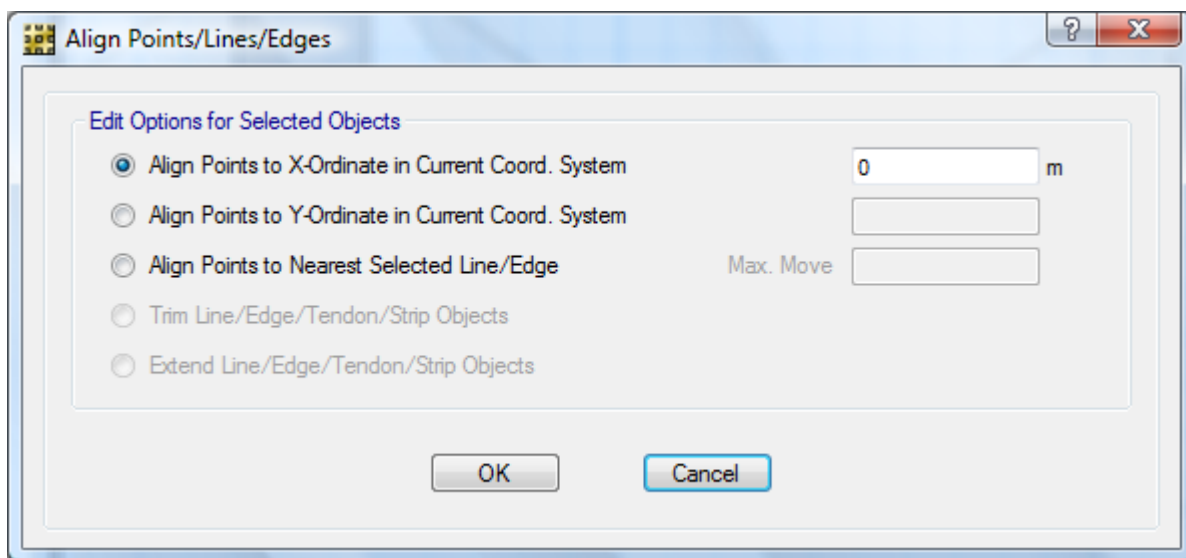 Align Points/Lines/Edges
?
X
Edit Options for Selected Objects
Align Points to X-Ordinate in Current Coord. System 0 m
Align Points to Y-Ordinate in Current Coord. System
Align Points to Nearest Selected Line/Edge Max. Move
Trim Line/Edge/Tendon/Strip Objects
Extend Line/Edge/Tendon/Strip Objects
OK Cancel